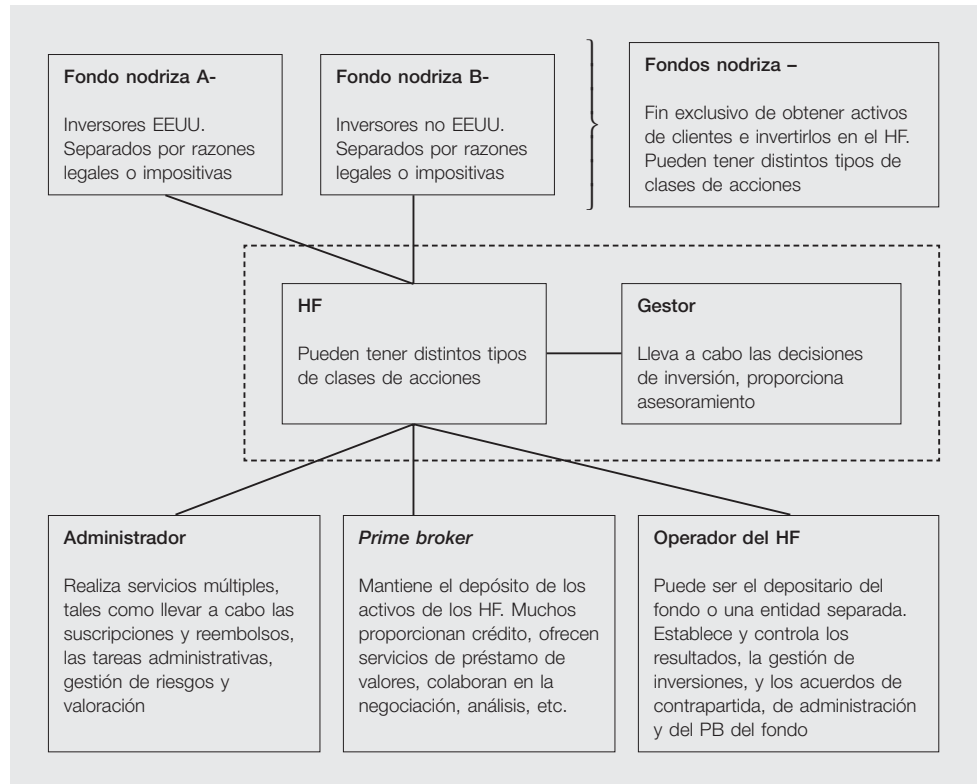 Fondo nodriza A-
Inversores EEUU.
Separados por razones
legales o impositivas
Fondo nodriza B-
Inversores no EEUU.
Separados por razones
legales o impositivas
Fondos nodriza –
Fin exclusivo de obtener activos
de clientes e invertirlos en el HF.
Pueden tener distintos tipos de
clases de acciones
HF
Pueden tener distintos tipos
de clases de acciones
Gestor
Lleva a cabo las decisiones
de inversión, proporciona
asesoramiento
Administrador
Realiza servicios múltiples,
tales como llevar a cabo las
suscripciones y reembolsos,
las tareas administrativas,
gestión de riesgos y
valoración
Prime broker
Mantiene el depósito de los
activos de los HF. Muchos
proporcionan crédito, ofrecen
servicios de préstamo de
valores, colaboran en la
negociación, análisis, etc.
Operador del HF
Puede ser el depositario del
fondo o una entidad separada.
Establece y controla los
resultados, la gestión de
inversiones, y los acuerdos de
contrapartida, de administración
y del PB del fondo